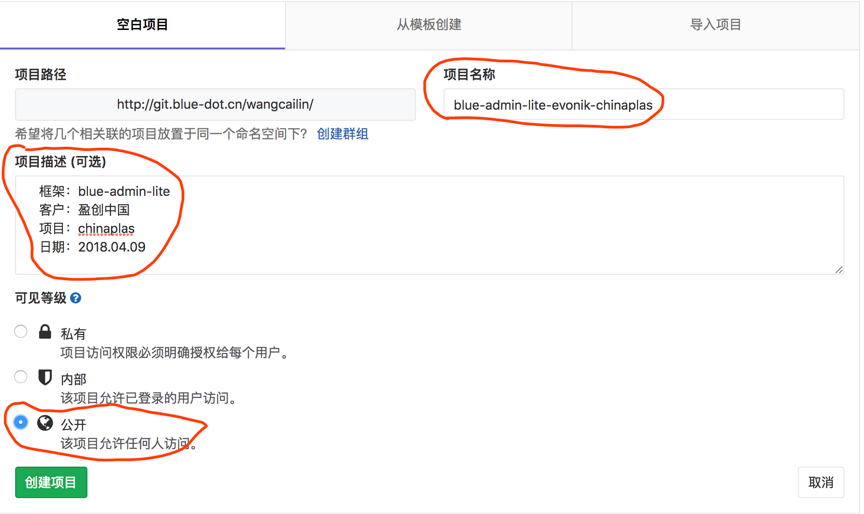 空白项目
从模板创建
导入项目
项目路径
项目名称
http://git.blue-dot.cn/wangcailin/
blue-admin-lite-evonik-chinaplas
希望将几个相关联的项目放置于同一个命名空间下？ 创建群组
项目描述 (可选)
框架：blue-admin-lite
客户：盈创中国
项目：chinaplas
日期：2018.04.09
可见等级 ?
私有
项目访问权限必须明确授权给每个用户。
内部
该项目允许已登录的用户访问。
公开
该项目允许任何人访问。
创建项目
取消